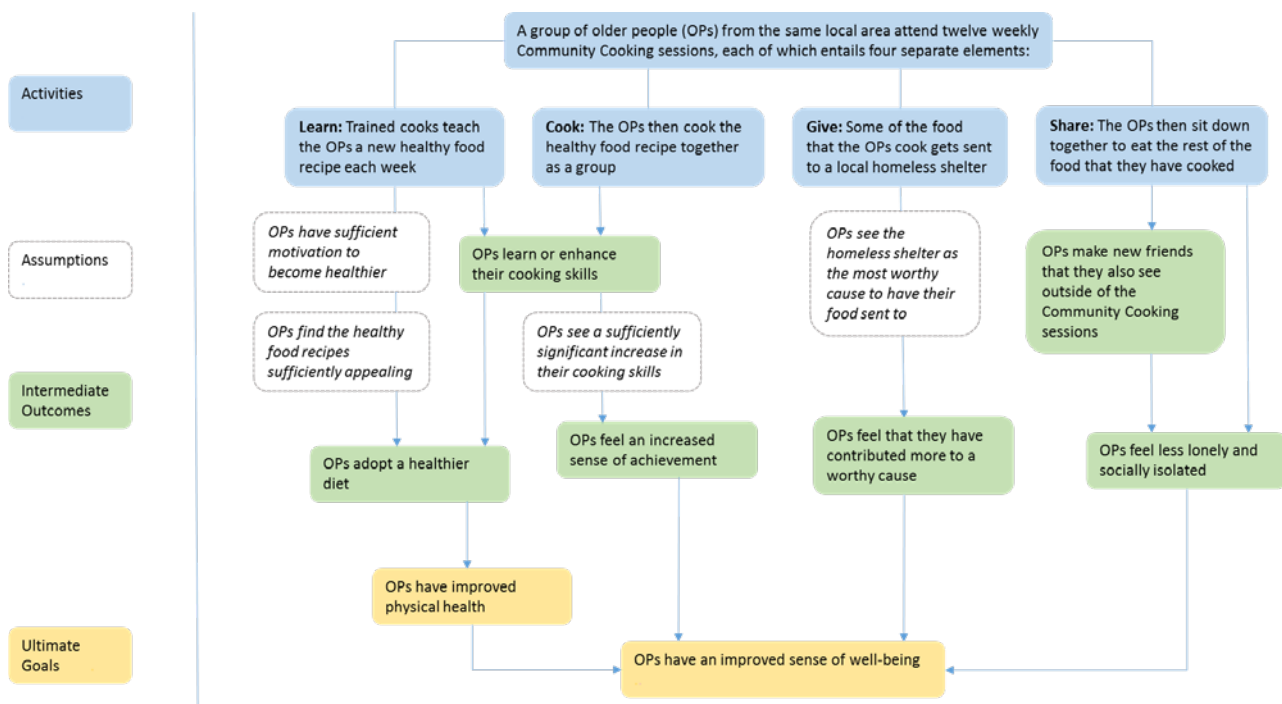 A group of older people (OPs) from the same local area attend twelve weekly
Community Cooking sessions, each of which entails four separate elements:
Activities
Learn: Trained cooks teach
the OPs a new healthy food
recipe each week
Cook: The OPs then cook the
healthy food recipe together
as a group
Give: Some of the food
that the OPs cook gets sent
to a local homeless shelter
Share: The OPs then sit down
together to eat the rest of the
food that they have cooked
Assumptions
OPs have sufficient
motivation to
become healthier
OPs learn or enhance
their cooking skills
OPs see the
homeless shelter as
the most worthy
cause to have their
food sent to
OPs make new friends
that they also see
outside of the
Community Cooking
sessions
OPs find the healthy
food recipes
sufficiently appealing
OPs see a sufficiently
significant increase in
their cooking skills
Intermediate
Outcomes
OPs adopt a healthier
diet
OPs feel an increased
sense of achievement
OPs feel that they have
contributed more to a
worthy cause
OPs feel less lonely and
socially isolated
OPs have improved
physical health
Ultimate
Goals
OPs have an improved sense of well-being